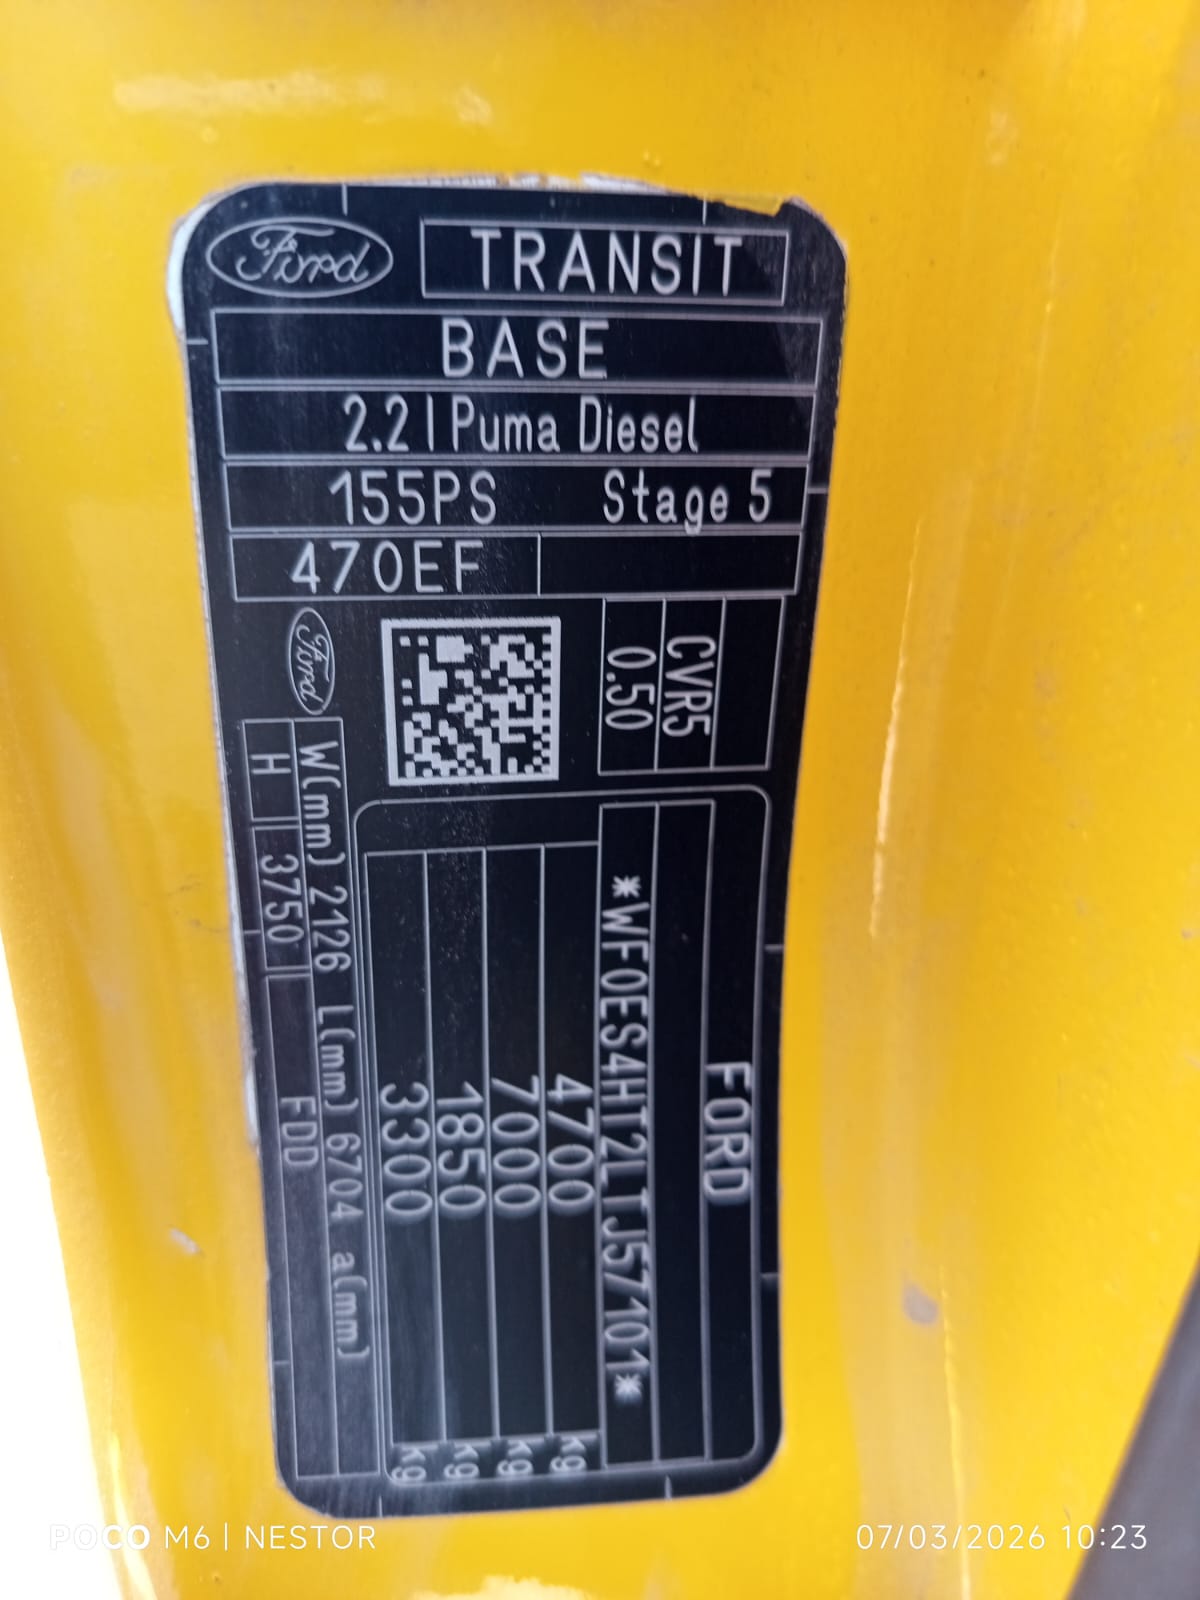 Ford
TRANSIT
BASE
2.2l Puma Diesel
155PS Stage 5
470EF
Ford
CVR5
0.50
FORD
*WF0ES4HT2LTJ57101*
4700 kg
7000 kg
1850 kg
3300 kg
W(mm) 2126 L(mm) 6704 a(mm)
H 3750 FDD
POCO M6 | NESTOR
07/03/2026 10:23